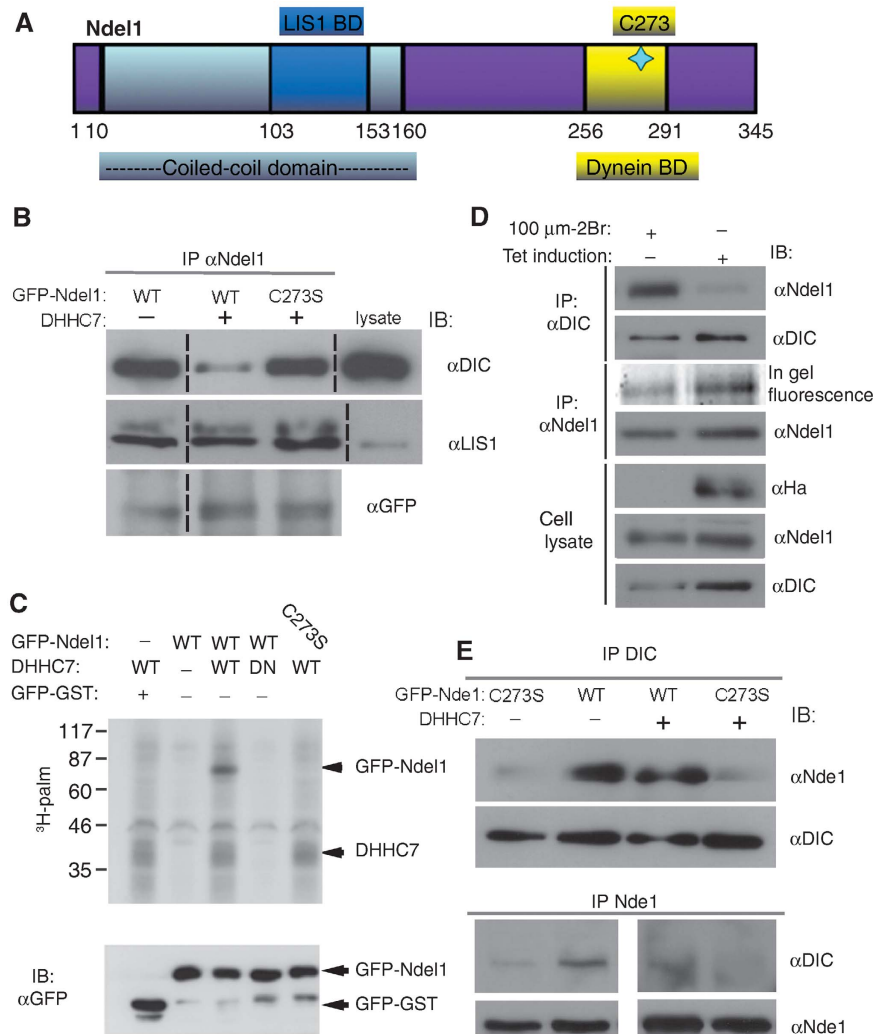 A
Ndel1
LIS1 BD
C273
1 10 103 153 160 256 291 345
--------Coiled-coil domain----------
Dynein BD
B
IP αNdel1
GFP-Ndel1: WT WT C273S
DHHC7: – + + lysate IB:
αDIC
αLIS1
αGFP
C
GFP-Ndel1: – WT WT WT C273S
DHHC7: WT – WT DN WT
GFP-GST: + – – –
117
87
60
46
35
³H-palm
GFP-Ndel1
DHHC7
IB:
αGFP
GFP-Ndel1
GFP-GST
D
100 μm-2Br: + –
Tet induction: – + IB:
IP:
αDIC
αNdel1
αDIC
IP:
αNdel1
In gel
fluorescence
αNdel1
Cell
lysate
αHa
αNdel1
αDIC
E
IP DIC
GFP-Nde1: C273S WT WT C273S
DHHC7: – – + + IB:
αNde1
αDIC
IP Nde1
αDIC
αNde1